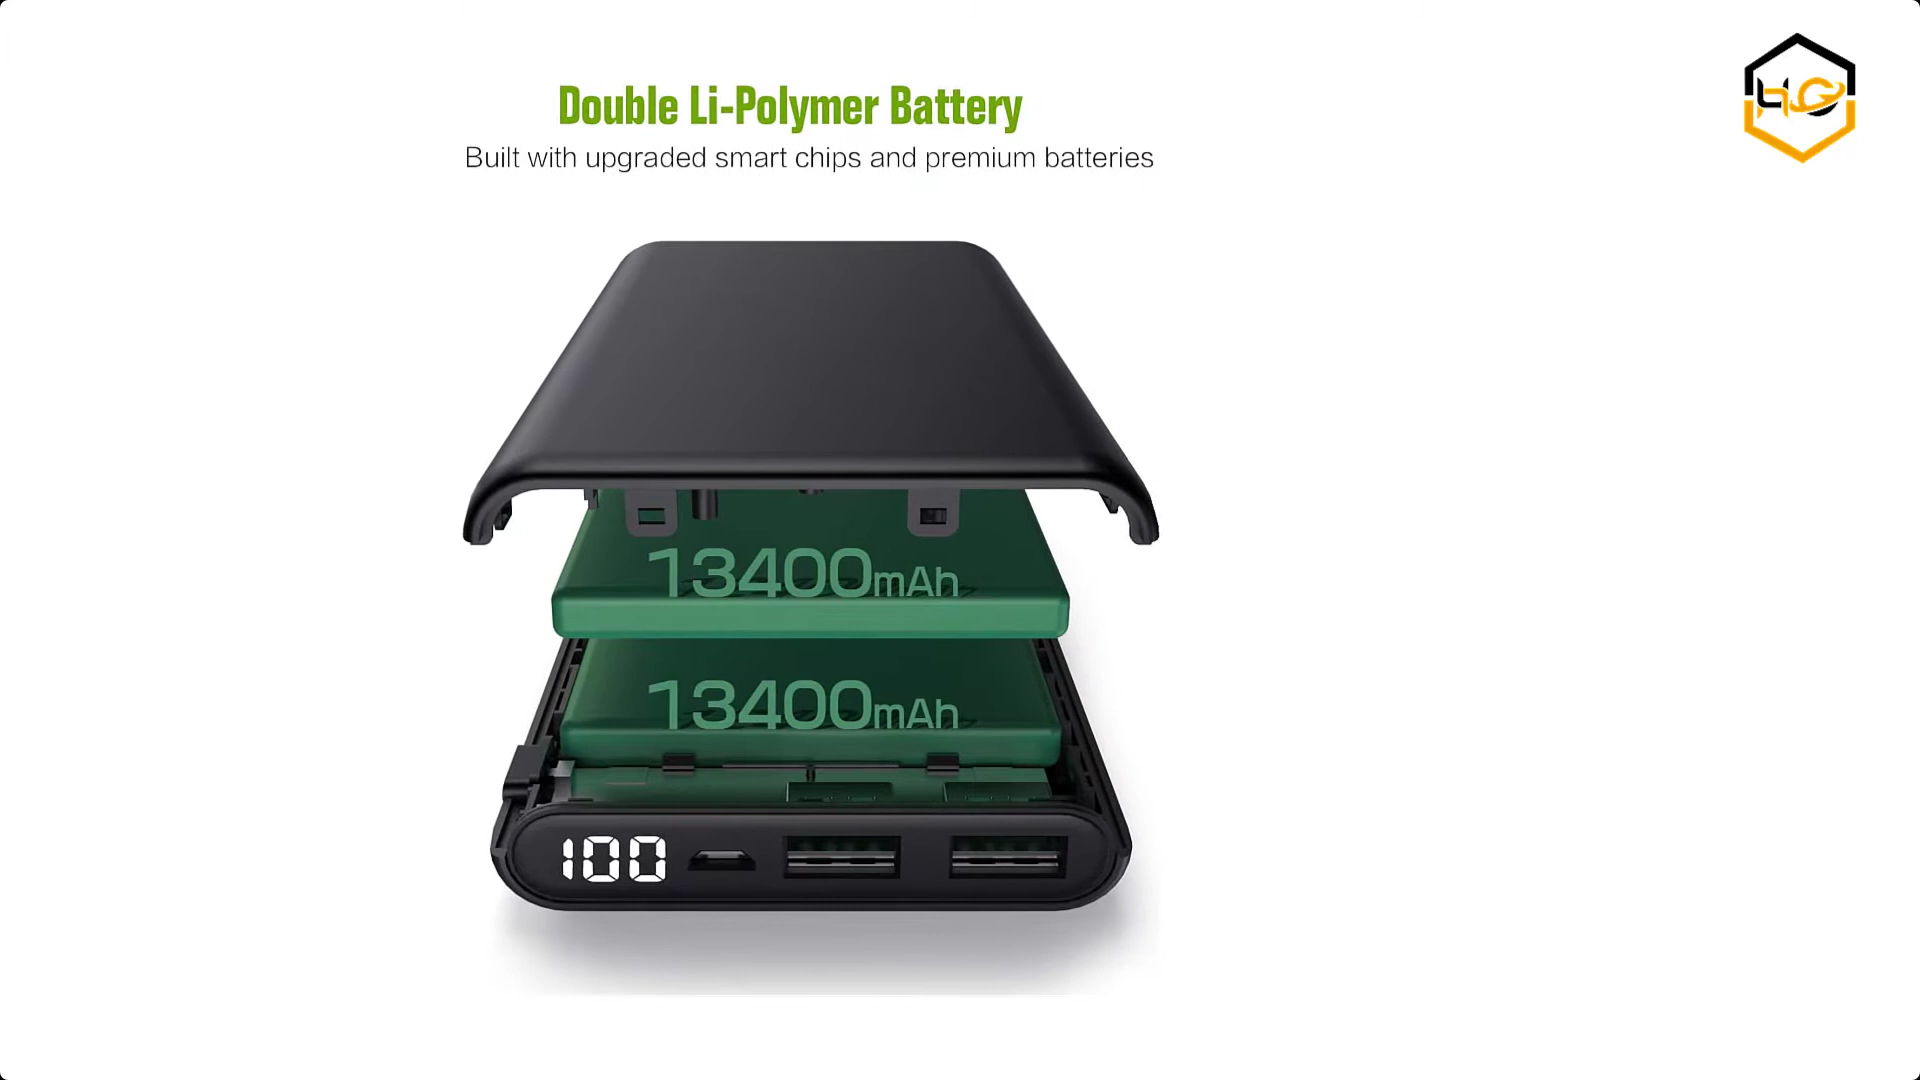 Double Li-Polymer Battery
Built with upgraded smart chips and premium batteries
13400mAh
13400mAh
100